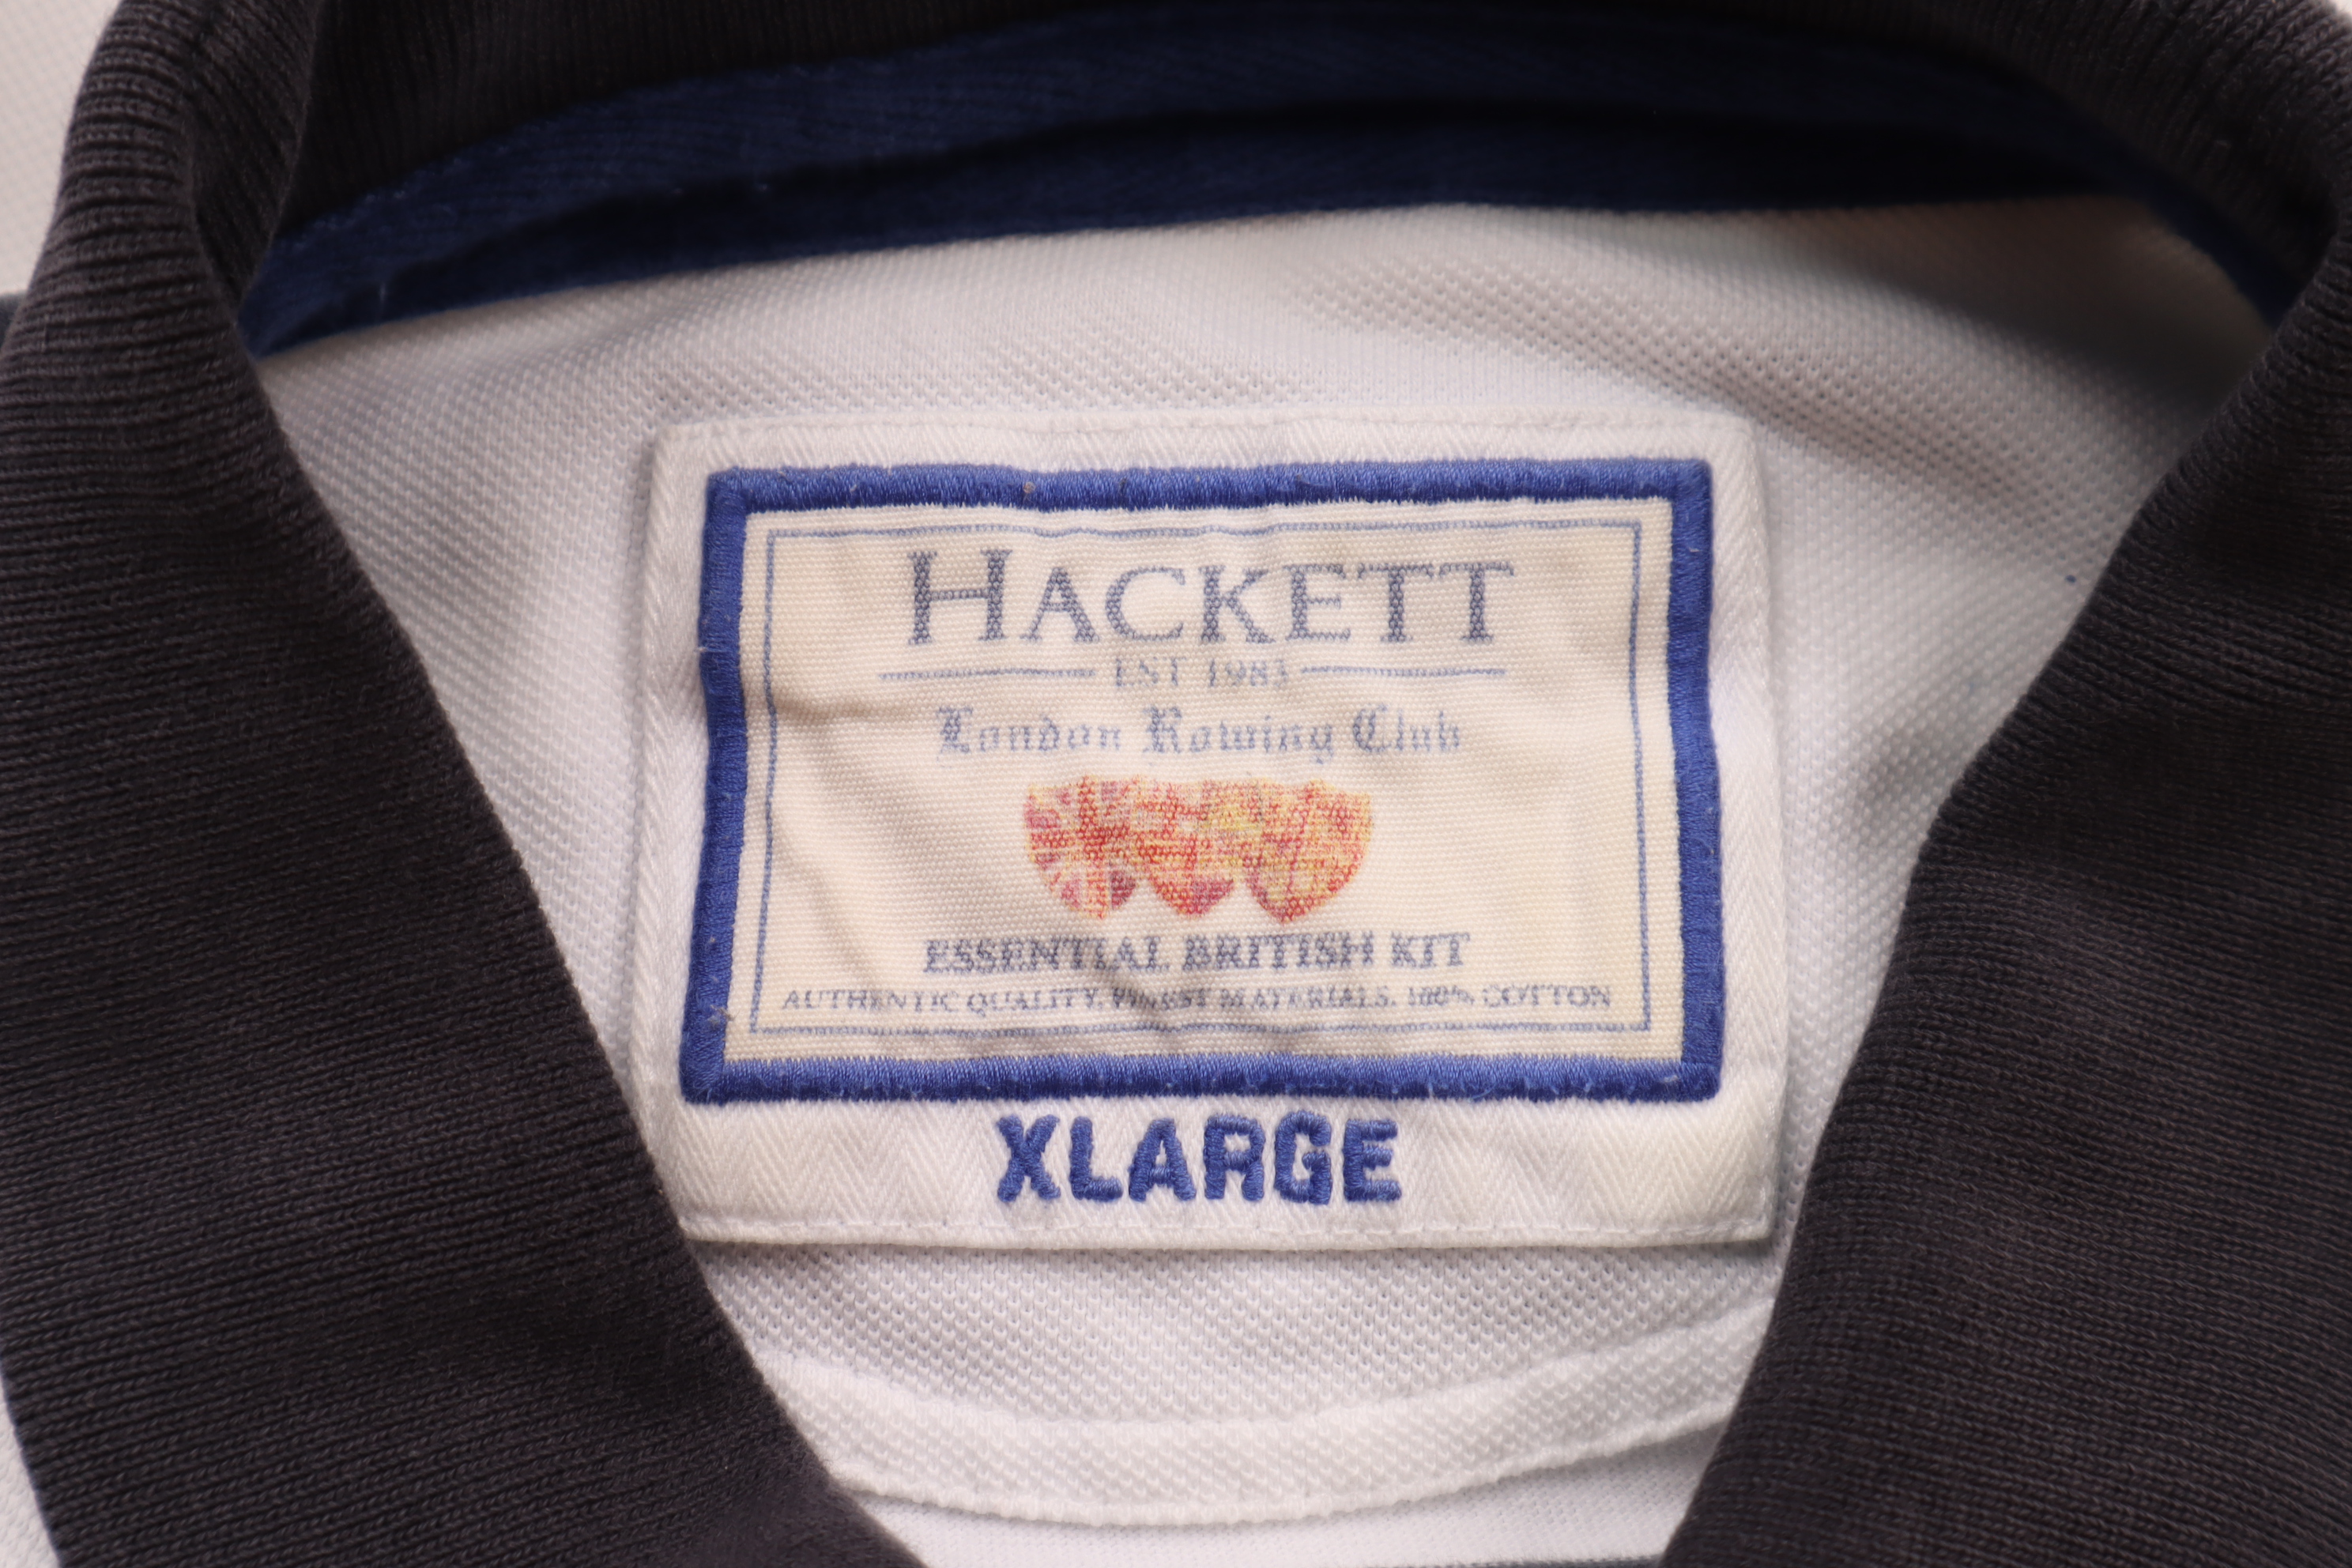 HACKETT
EST 1983
London Rowing Club
ESSENTIAL BRITISH KIT
AUTHENTIC QUALITY. FINEST MATERIALS. 100% COTTON
XLARGE